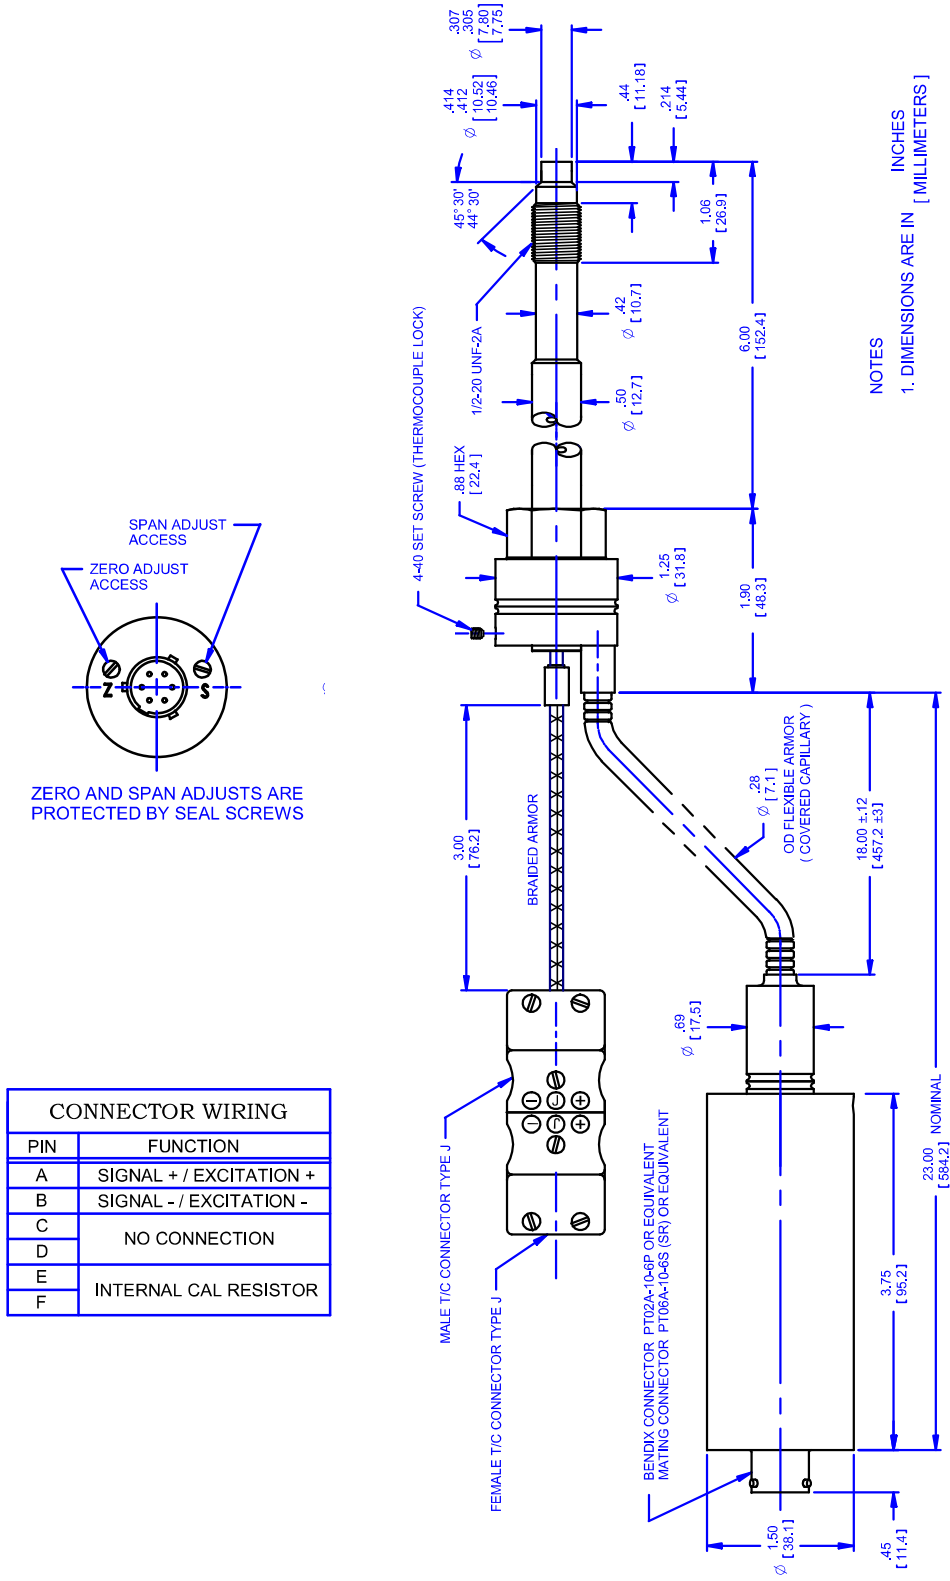 .307
.305
Ø [ 7.80 ]
[ 7.75 ]
.414
.412
Ø [ 10.52 ]
[ 10.46 ]
.44
[ 11.18 ]
.214
[ 5.44 ]
45° 30'
44° 30'
1.06
[ 26.9 ]
1/2-20 UNF-2A
.42
Ø [ 10.7 ]
6.00
[ 152.4 ]
.50
Ø [ 12.7 ]
4-40 SET SCREW (THERMOCOUPLE LOCK)
.88 HEX
[ 22.4 ]
NOTES
1. DIMENSIONS ARE IN
INCHES
[ MILLIMETERS ]
SPAN ADJUST
ACCESS
ZERO ADJUST
ACCESS
Z
S
ZERO AND SPAN ADJUSTS ARE
PROTECTED BY SEAL SCREWS
1.25
Ø [ 31.8 ]
1.90
[ 48.3 ]
3.00
[ 76.2 ]
BRAIDED ARMOR
.28
Ø [ 7.1 ]
OD FLEXIBLE ARMOR
( COVERED CAPILLARY )
18.00 ±.12
[ 457.2 ±3 ]
.69
Ø [ 17.5 ]
J
J
MALE T/C CONNECTOR TYPE J
FEMALE T/C CONNECTOR TYPE J
BENDIX CONNECTOR PT02A-10-6P OR EQUIVALENT
MATING CONNECTOR PT06A-10-6S (SR) OR EQUIVALENT
23.00
[ 584.2 ]
NOMINAL
3.75
[ 95.2 ]
1.50
Ø [ 38.1 ]
.45
[ 11.4 ]
CONNECTOR WIRING
PIN FUNCTION
A SIGNAL + / EXCITATION +
B SIGNAL - / EXCITATION -
C
NO CONNECTION
D
E
INTERNAL CAL RESISTOR
F